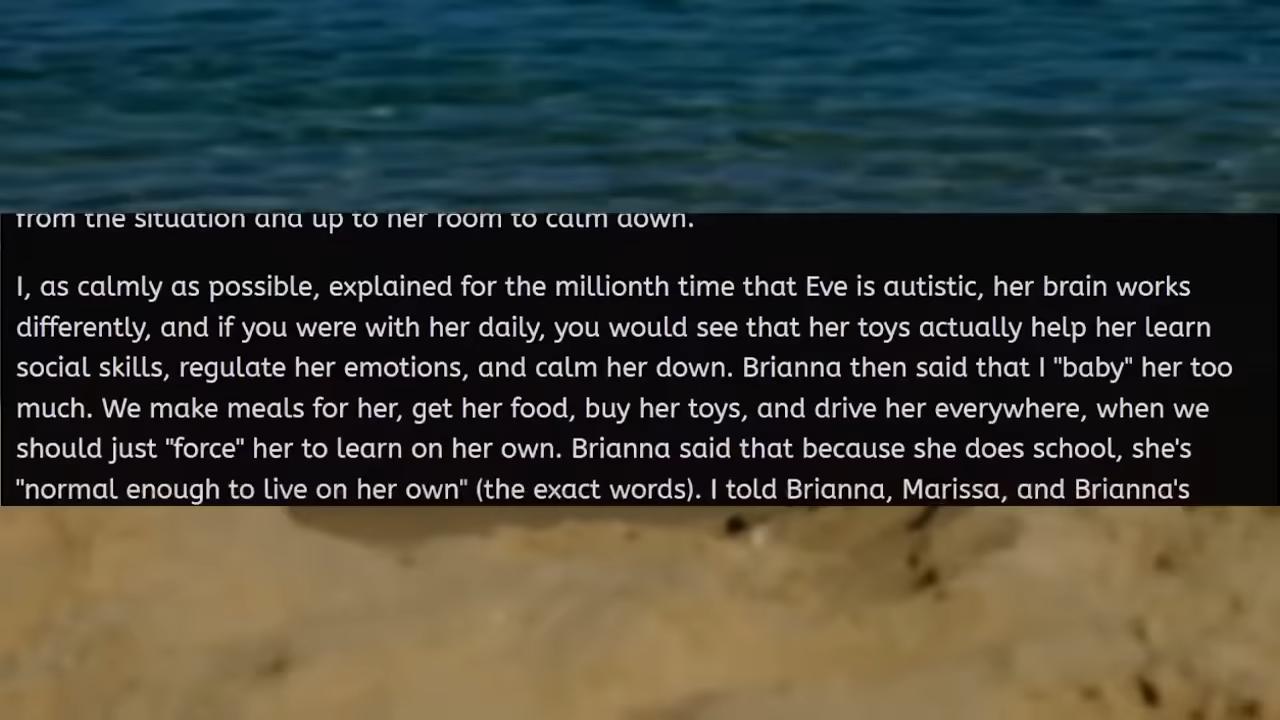 from the situation and up to her room to calm down.
I, as calmly as possible, explained for the millionth time that Eve is autistic, her brain works
differently, and if you were with her daily, you would see that her toys actually help her learn
social skills, regulate her emotions, and calm her down. Brianna then said that I "baby" her too
much. We make meals for her, get her food, buy her toys, and drive her everywhere, when we
should just "force" her to learn on her own. Brianna said that because she does school, she's
"normal enough to live on her own" (the exact words). I told Brianna, Marissa, and Brianna's